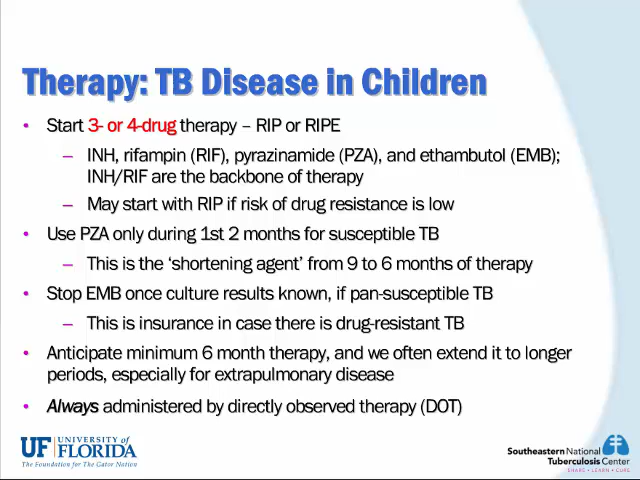 Therapy: TB Disease in Children
• Start 3- or 4-drug therapy – RIP or RIPE
– INH, rifampin (RIF), pyrazinamide (PZA), and ethambutol (EMB);
INH/RIF are the backbone of therapy
– May start with RIP if risk of drug resistance is low
• Use PZA only during 1st 2 months for susceptible TB
– This is the ‘shortening agent’ from 9 to 6 months of therapy
• Stop EMB once culture results known, if pan-susceptible TB
– This is insurance in case there is drug-resistant TB
• Anticipate minimum 6 month therapy, and we often extend it to longer
periods, especially for extrapulmonary disease
• Always administered by directly observed therapy (DOT)
UF UNIVERSITY of
FLORIDA
The Foundation for The Gator Nation
Southeastern National
Tuberculosis Center
SHARE • LEARN • CURE